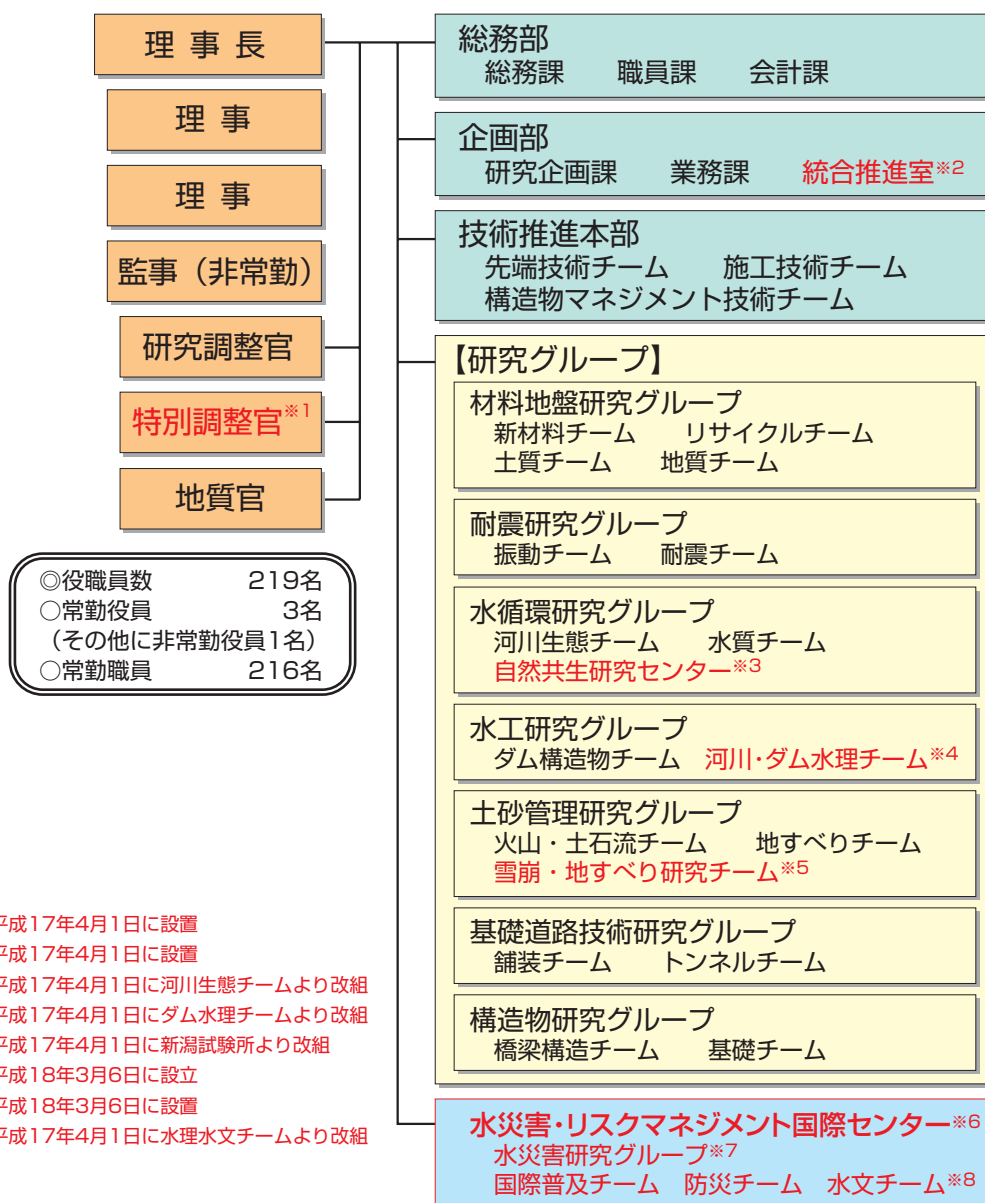 理事長
理事
理事
監事（非常勤）
研究調整官
特別調整官※1
地質官
◎役職員数 219名
○常勤役員 3名
（その他に非常勤役員1名）
○常勤職員 216名
総務部
総務課 職員課 会計課
企画部
研究企画課 業務課 統合推進室※2
技術推進本部
先端技術チーム 施工技術チーム
構造物マネジメント技術チーム
【研究グループ】
材料地盤研究グループ
新材料チーム リサイクルチーム
土質チーム 地質チーム
耐震研究グループ
振動チーム 耐震チーム
水循環研究グループ
河川生態チーム 水質チーム
自然共生研究センター※3
水工研究グループ
ダム構造物チーム 河川・ダム水理チーム※4
土砂管理研究グループ
火山・土石流チーム 地すべりチーム
雪崩・地すべり研究チーム※5
基礎道路技術研究グループ
舗装チーム トンネルチーム
構造物研究グループ
橋梁構造チーム 基礎チーム
水災害・リスクマネジメント国際センター※6
水災害研究グループ※7
国際普及チーム 防災チーム 水文チーム※8
平成17年4月1日に設置
平成17年4月1日に設置
平成17年4月1日に河川生態チームより改組
平成17年4月1日にダム水理チームより改組
平成17年4月1日に新潟試験所より改組
平成18年3月6日に設立
平成18年3月6日に設置
平成17年4月1日に水理水文チームより改組